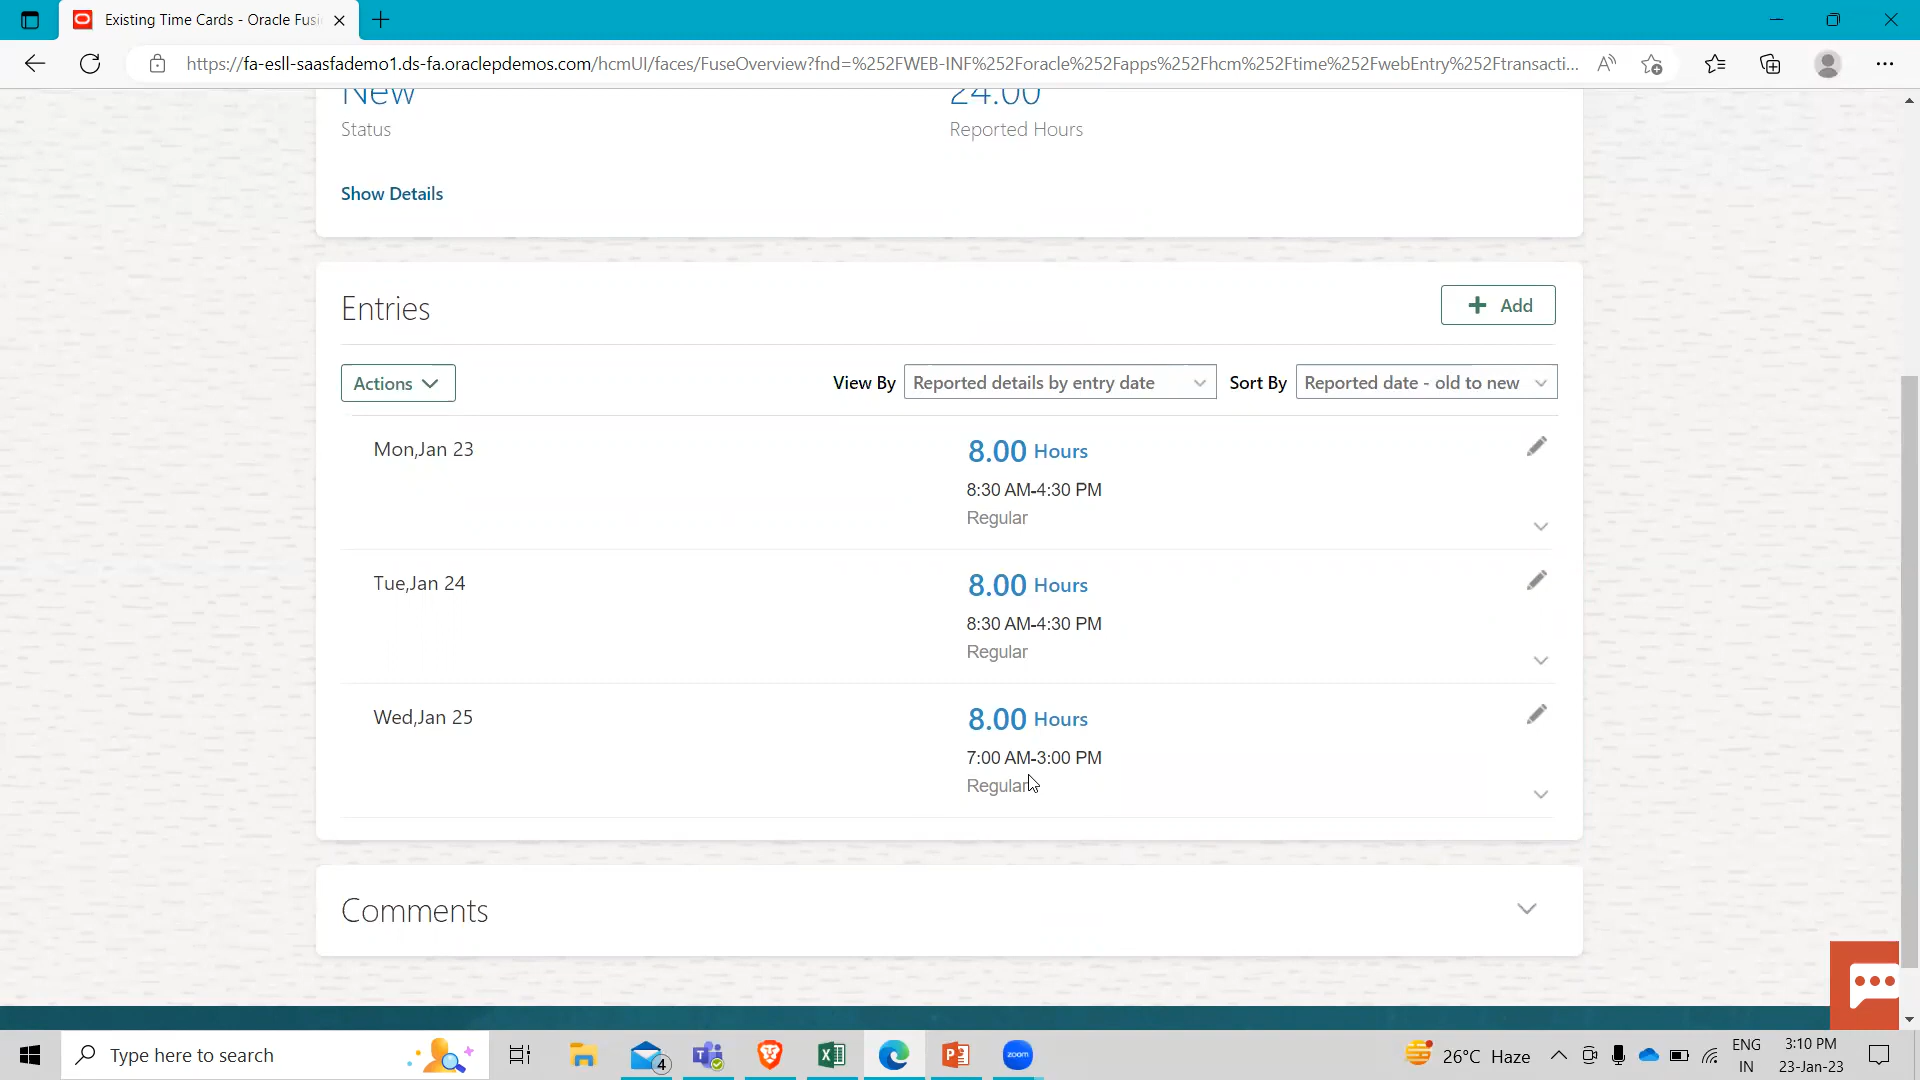 Existing Time Cards - Oracle Fusi
https://fa-esll-saasfademo1.ds-fa.oraclepdemos.com/hcmUI/faces/FuseOverview?fnd=%252FWEB-INF%252Foracle%252Fapps%252Fhcm%252Ftime%252FwebEntry%252Ftransacti...
New
24.00
Status
Reported Hours
Show Details
Entries
+ Add
Actions
View By
Reported details by entry date
Sort By
Reported date - old to new
Mon,Jan 23
8.00 Hours
8:30 AM-4:30 PM
Regular
Tue,Jan 24
8.00 Hours
8:30 AM-4:30 PM
Regular
Wed,Jan 25
8.00 Hours
7:00 AM-3:00 PM
Regular
Comments
Type here to search
4
zoom
26°C Haze
ENG
IN
3:10 PM
23-Jan-23